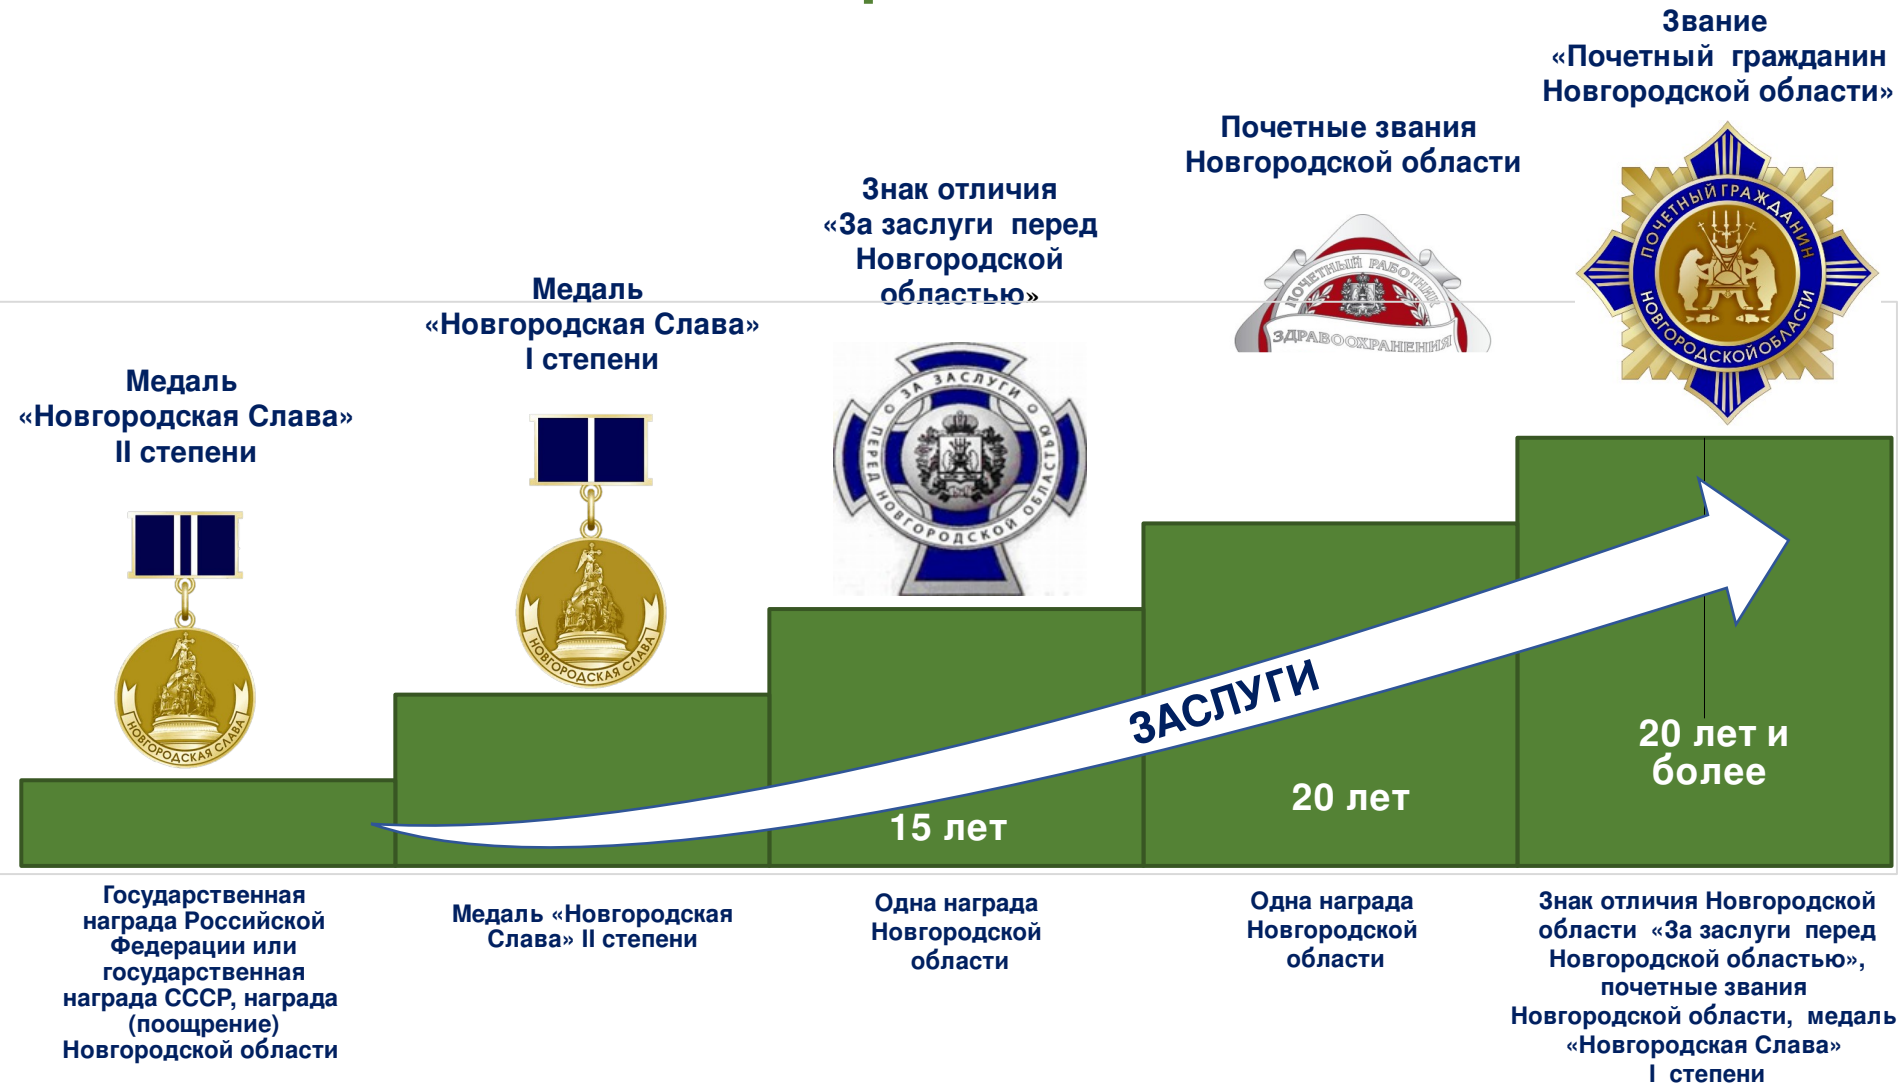 Звание
«Почетный гражданин
Новгородской области»
Почетные звания
Новгородской области
Знак отличия
«За заслуги перед
Новгородской
областью»
Медаль
«Новгородская Слава»
I степени
Медаль
«Новгородская Слава»
II степени
ПОЧЕТНЫЙ ГРАЖДАНИН
НОВГОРОДСКОЙ ОБЛАСТИ
ПОЧЕТНЫЙ РАБОТНИК
ЗДРАВООХРАНЕНИЯ
ЗА ЗАСЛУГИ
ПЕРЕД НОВГОРОДСКОЙ ОБЛАСТЬЮ
НОВГОРОДСКАЯ СЛАВА
НОВГОРОДСКАЯ СЛАВА
ЗАСЛУГИ
15 лет
20 лет
20 лет и
более
Государственная
награда Российской
Федерации или
государственная
награда СССР, награда
(поощрение)
Новгородской области
Медаль «Новгородская
Слава» II степени
Одна награда
Новгородской
области
Одна награда
Новгородской
области
Знак отличия Новгородской
области «За заслуги перед
Новгородской областью»,
почетные звания
Новгородской области, медаль
«Новгородская Слава»
I степени